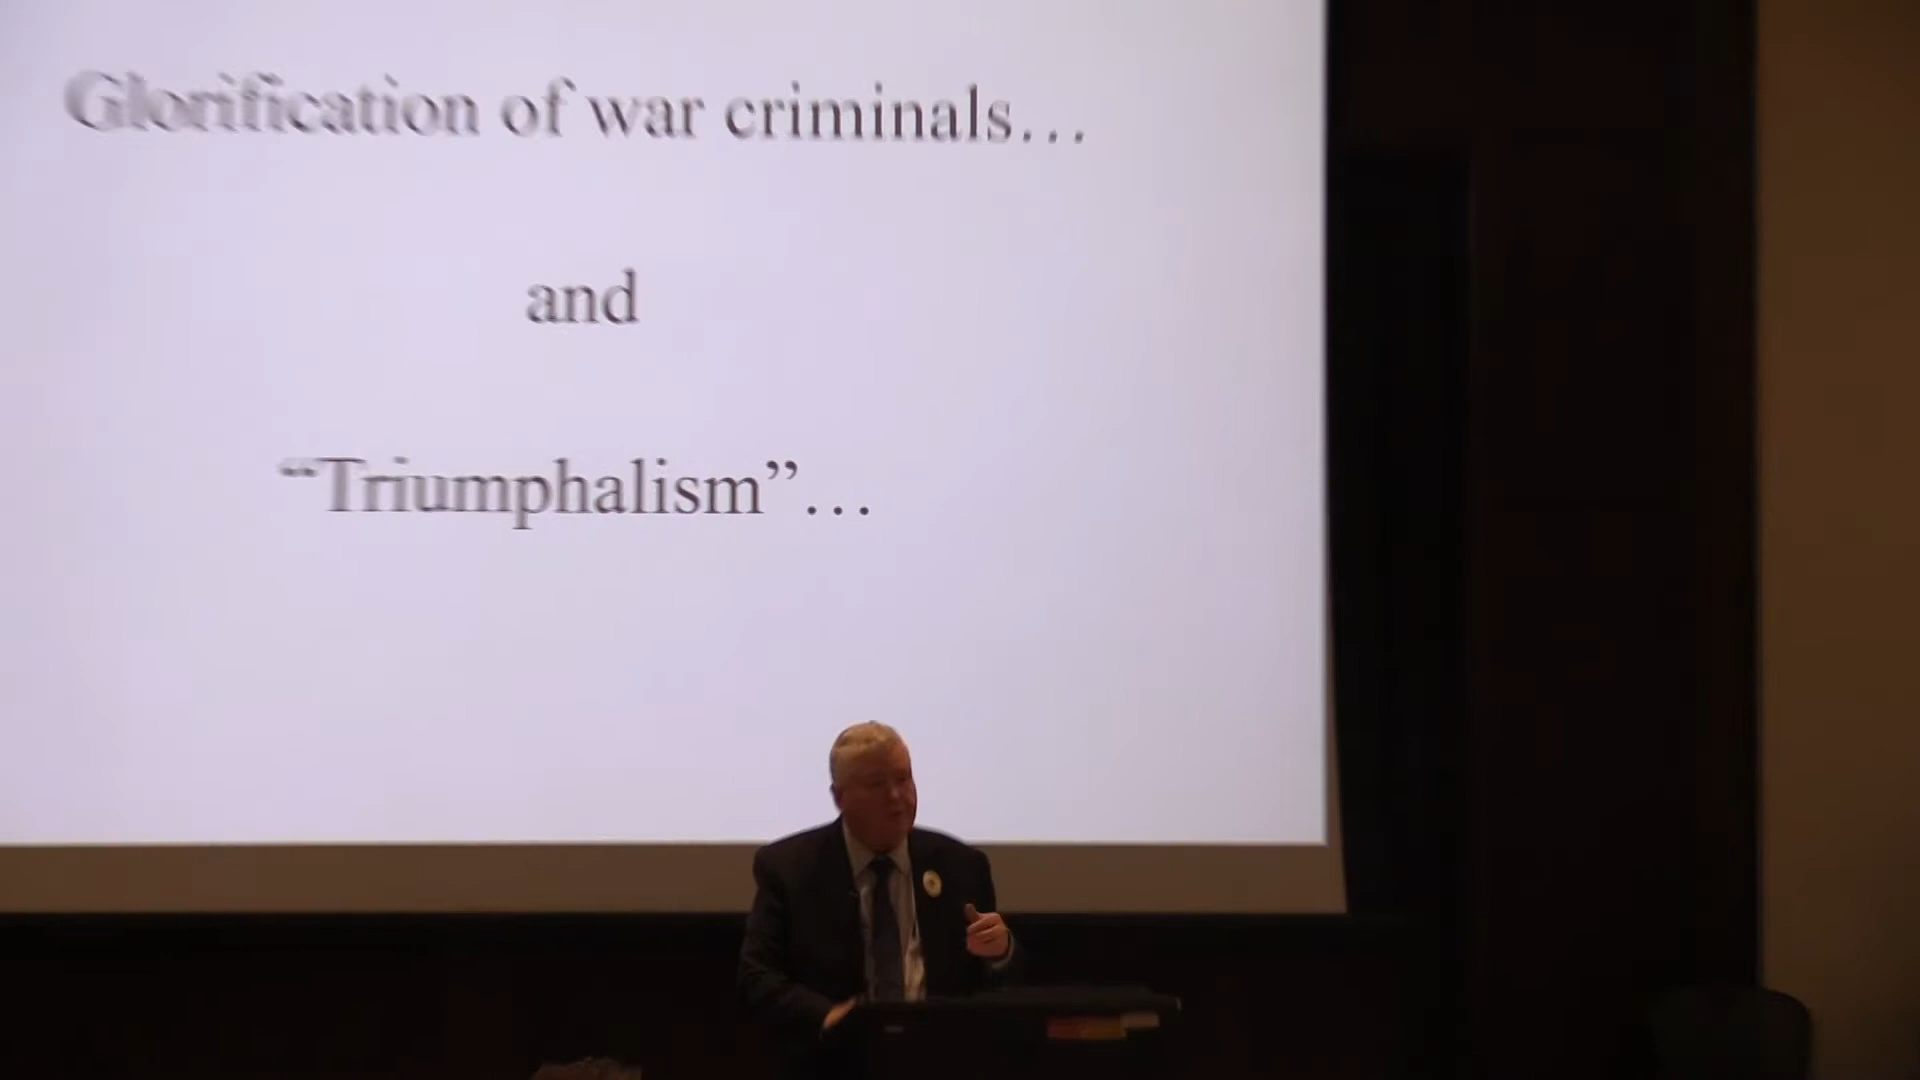 Glorification of war criminals…
and
“Triumphalism”…